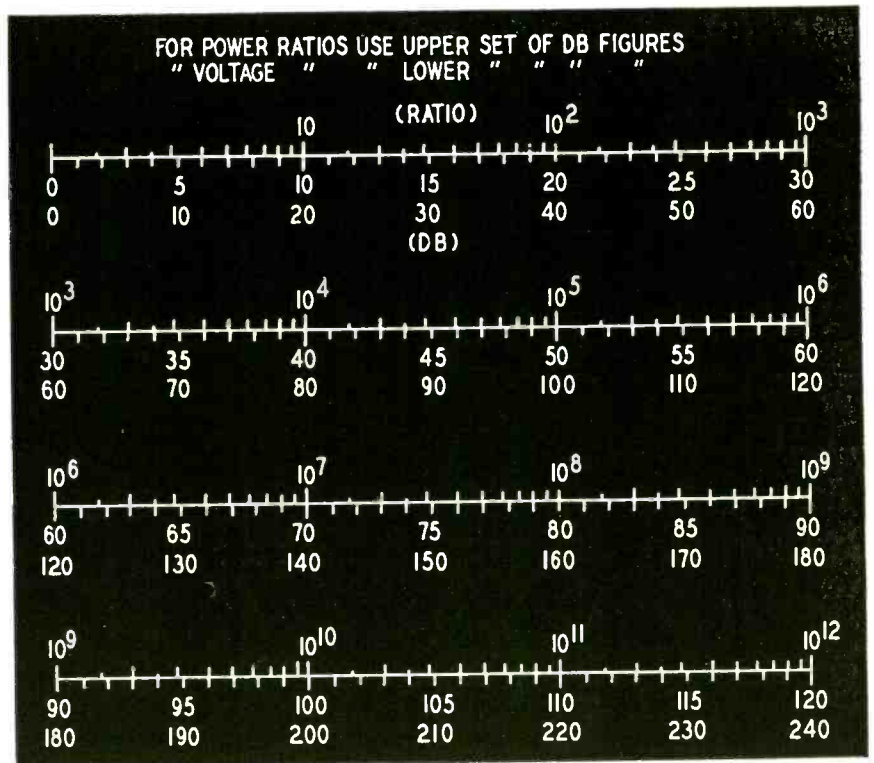 FOR POWER RATIOS USE UPPER SET OF DB FIGURES
" VOLTAGE " " LOWER " " " "
(RATIO)
10 10² 10³
0 5 10 15 20 25 30
0 10 20 30 40 50 60
(DB)
10³ 10⁴ 10⁵ 10⁶
30 35 40 45 50 55 60
60 70 80 90 100 110 120
10⁶ 10⁷ 10⁸ 10⁹
60 65 70 75 80 85 90
120 130 140 150 160 170 180
10⁹ 10¹⁰ 10¹¹ 10¹²
90 95 100 105 110 115 120
180 190 200 210 220 230 240